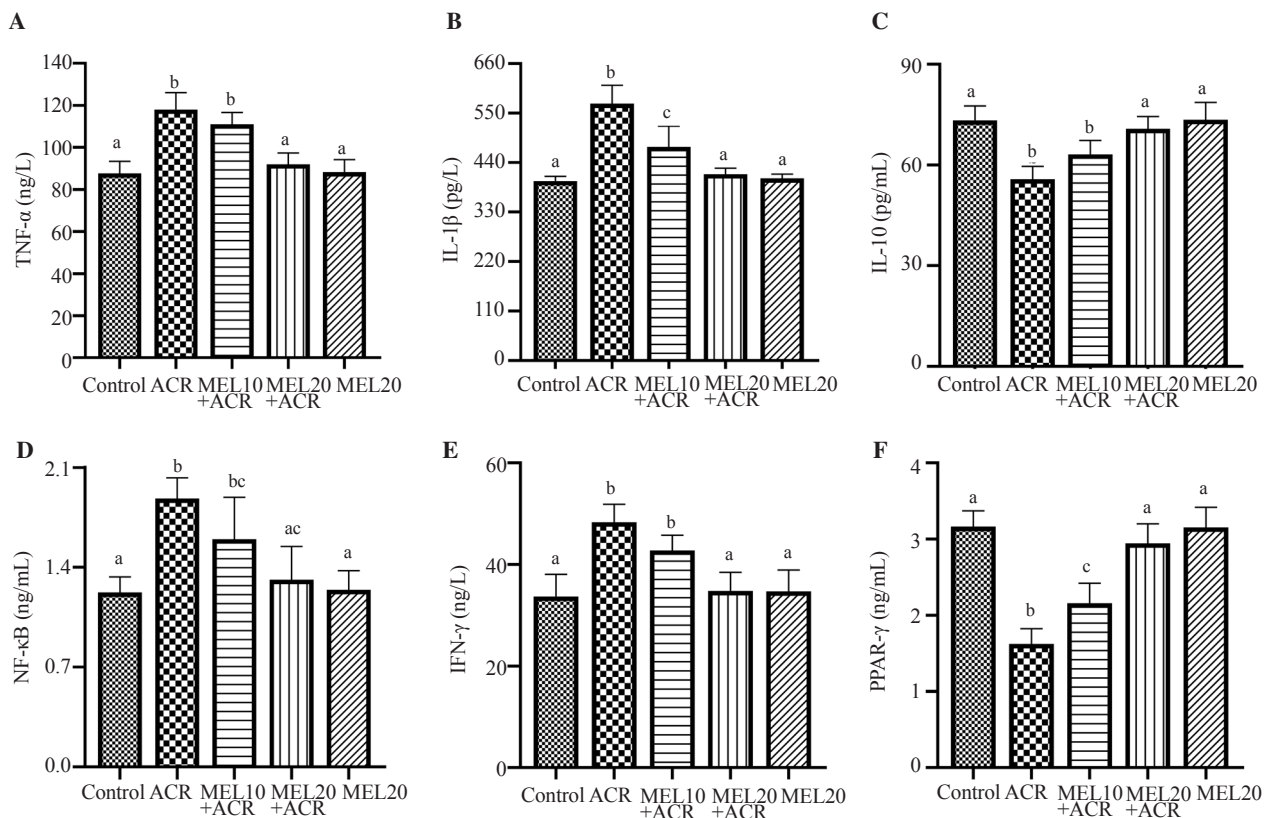 A
TNF-α (ng/L)
140
120
100
80
60
40
20
0
a
b
b
a
a
Control ACR MEL10 MEL20 MEL20
+ACR +ACR
B
IL-1β (pg/L)
660
550
440
330
220
110
0
a
b
c
a
a
Control ACR MEL10 MEL20 MEL20
+ACR +ACR
C
IL-10 (pg/mL)
90
60
30
0
a
b
b
a
a
Control ACR MEL10 MEL20 MEL20
+ACR +ACR
D
NF-κB (ng/mL)
2.1
1.4
0.7
0.0
a
b
bc
ac
a
Control ACR MEL10 MEL20 MEL20
+ACR +ACR
E
IFN-γ (ng/L)
60
40
20
0
a
b
b
a
a
Control ACR MEL10 MEL20 MEL20
+ACR +ACR
F
PPAR-γ (ng/mL)
4
3
2
1
0
a
b
c
a
a
Control ACR MEL10 MEL20 MEL20
+ACR +ACR